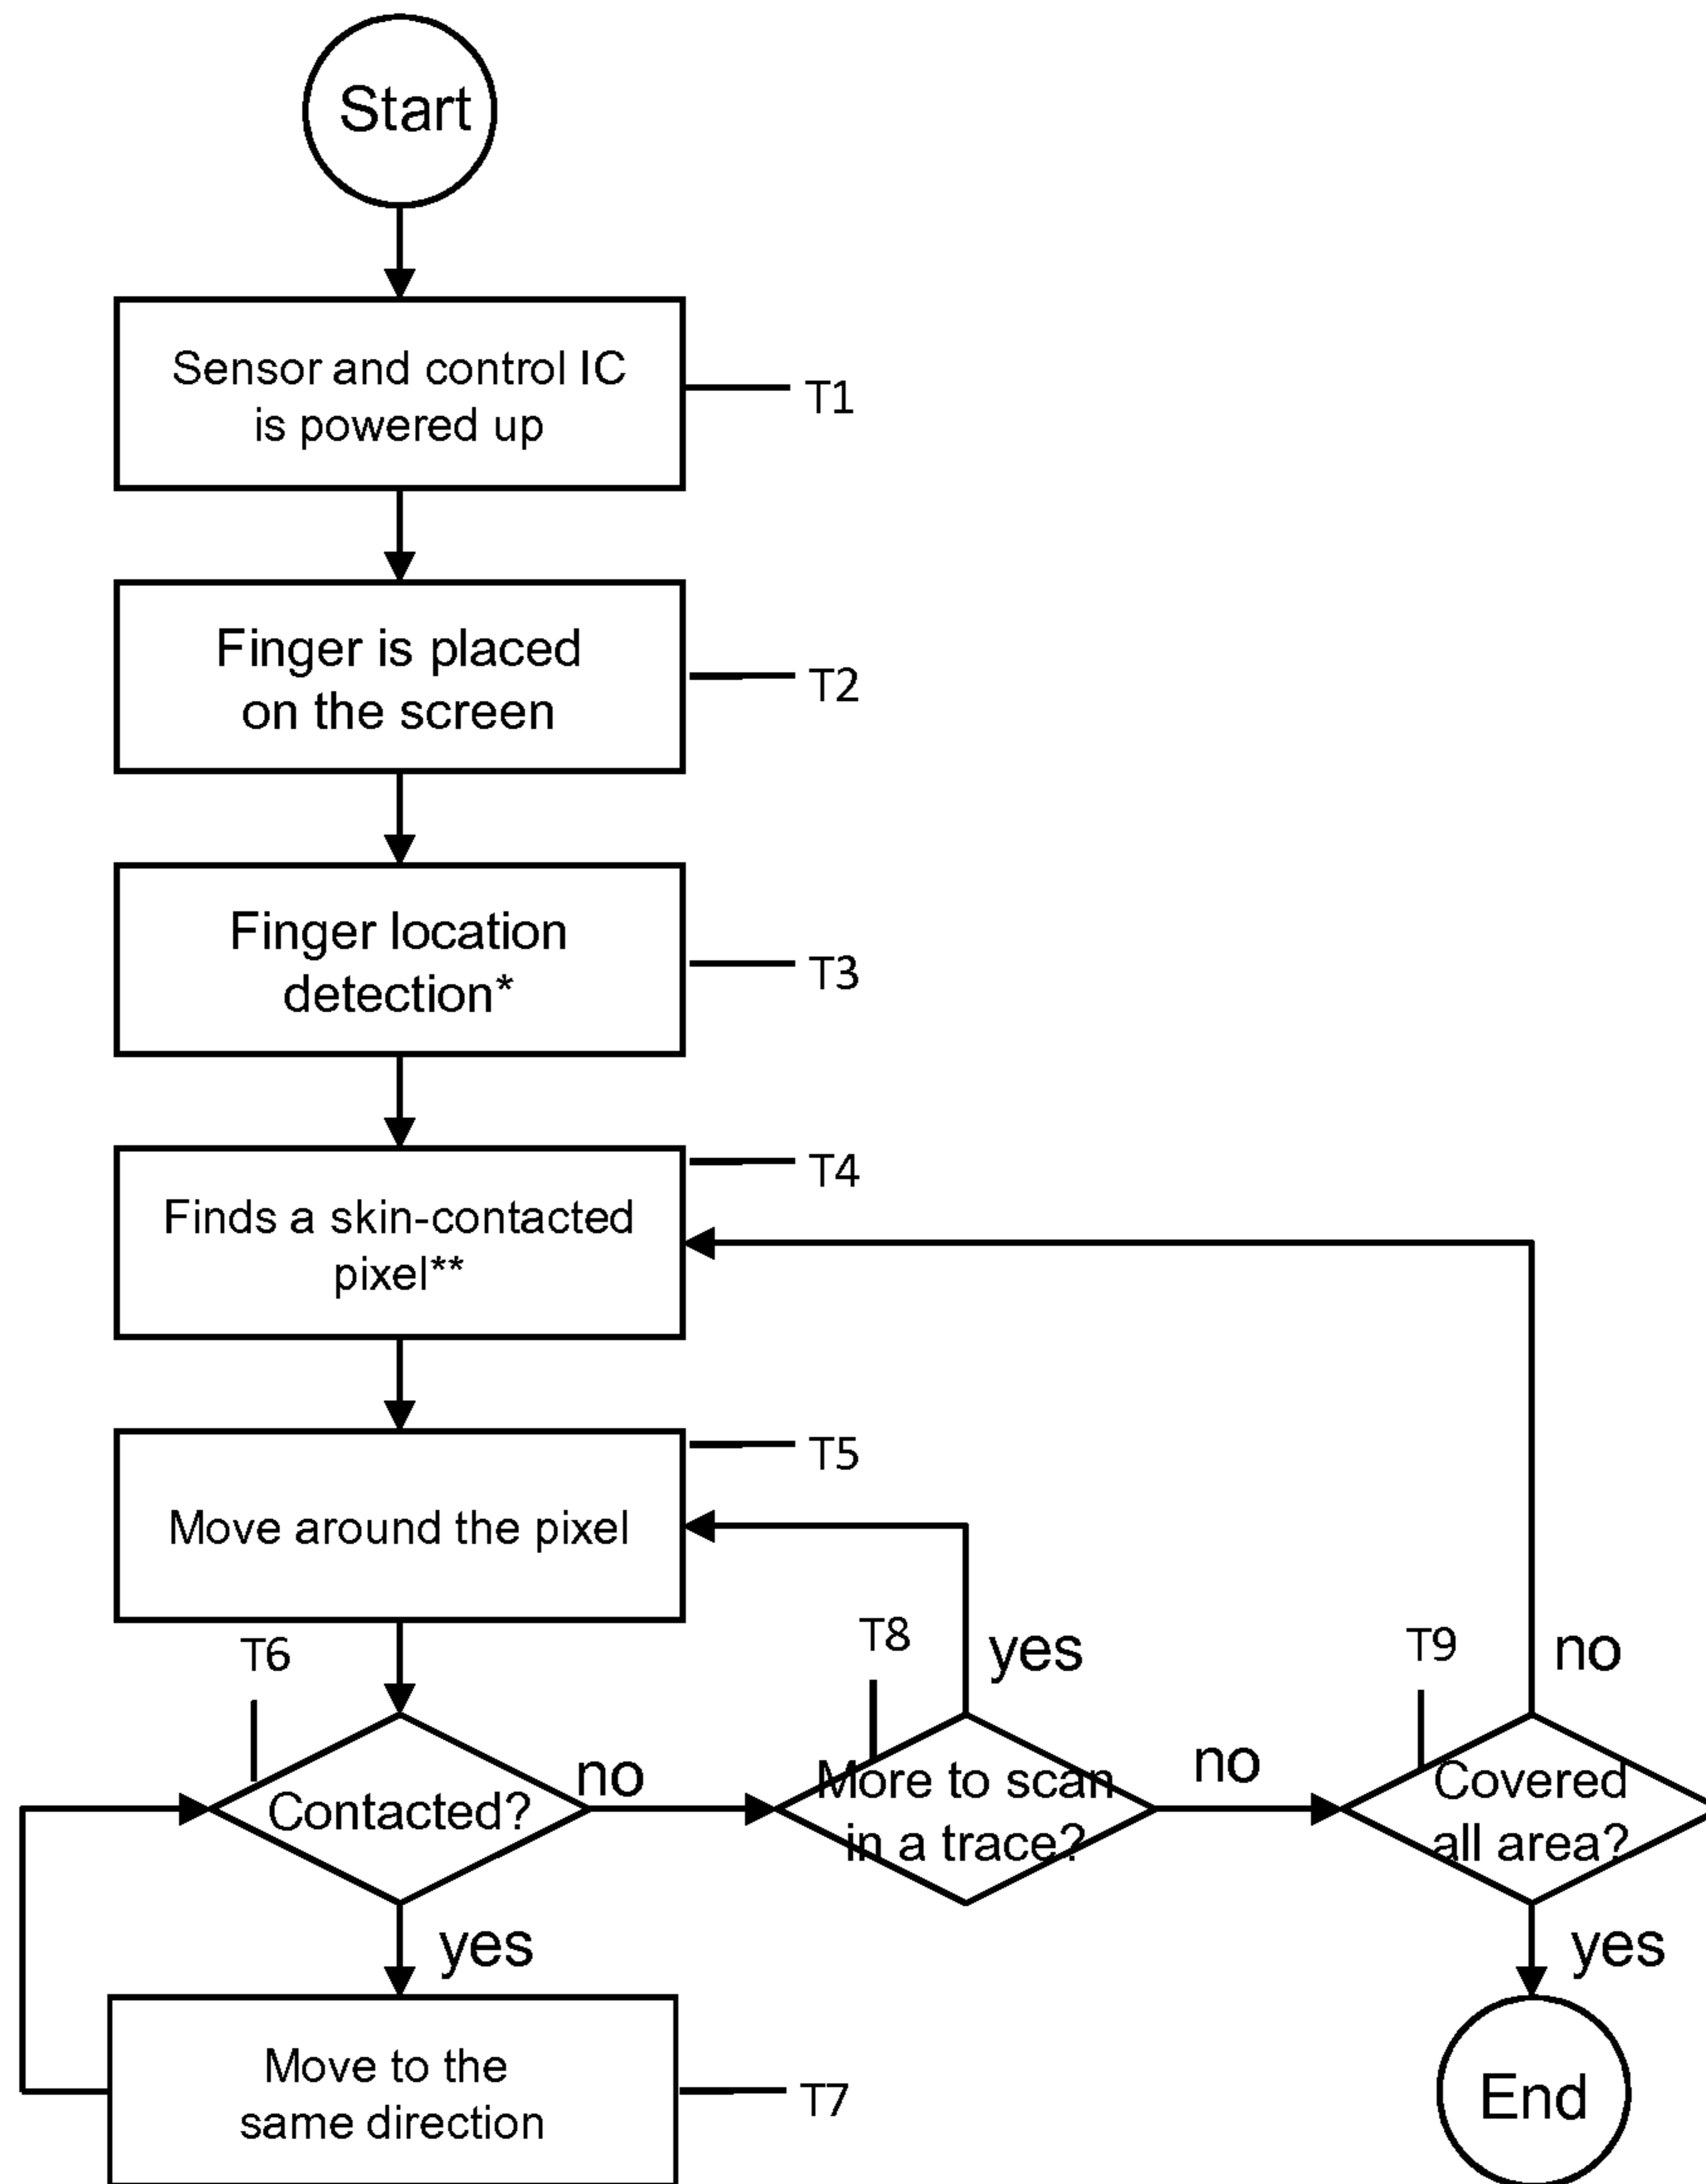 Start
Sensor and control IC
is powered up
T1
Finger is placed
on the screen
T2
Finger location
detection*
T3
T4
Finds a skin-contacted
pixel**
T5
Move around the pixel
T6
T8
yes
T9
no
Contacted?
no
More to scan
in a trace?
no
Covered
all area?
yes
yes
Move to the
same direction
T7
End